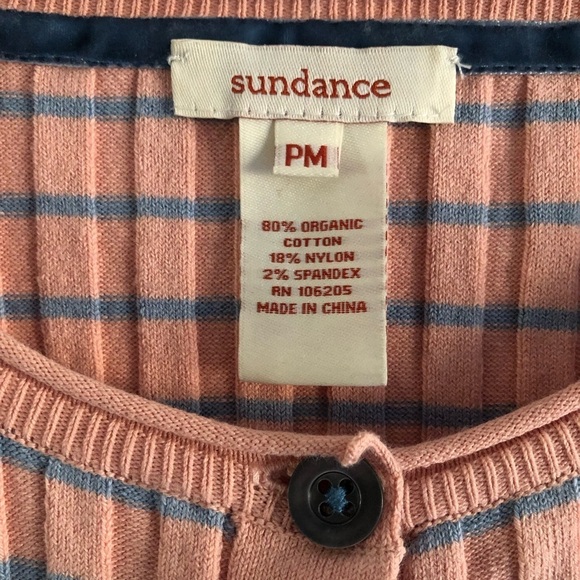 sundance
PM
80% ORGANIC
COTTON
18% NYLON
2% SPANDEX
RN 106205
MADE IN CHINA